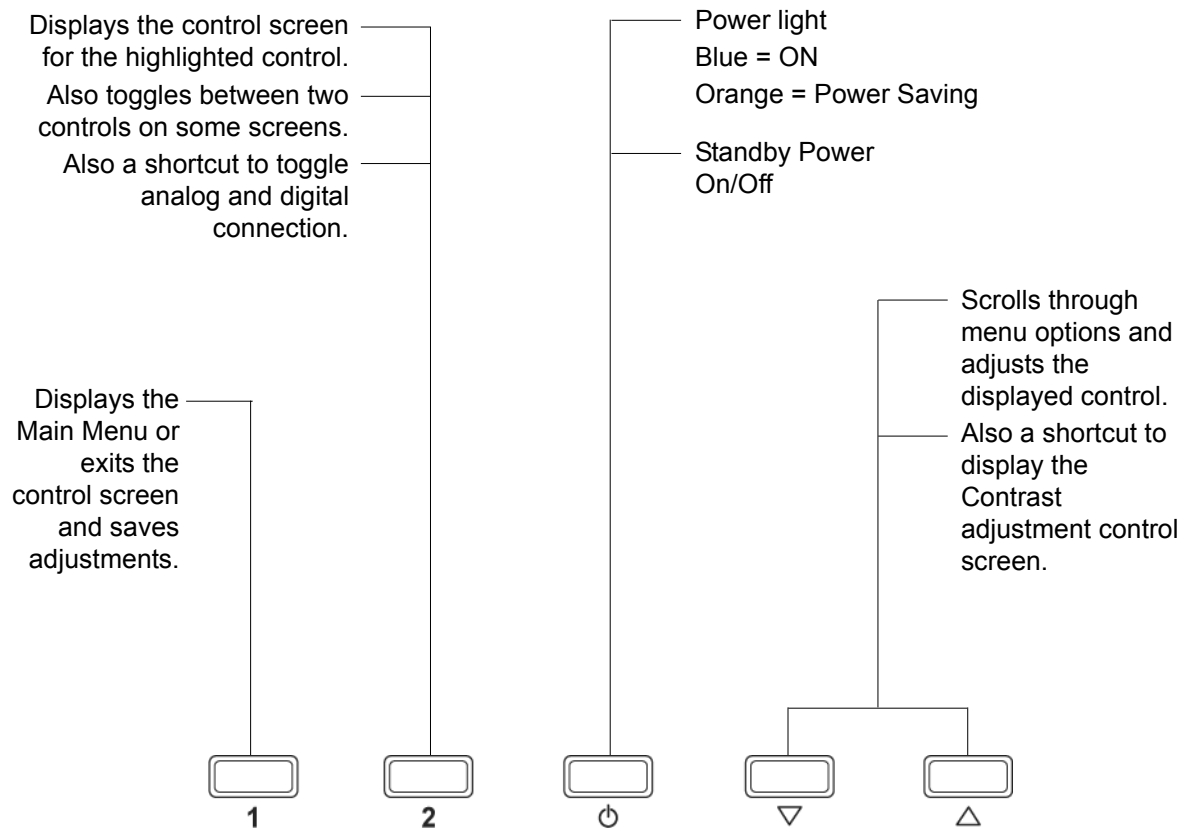 Displays the control screen
for the highlighted control.
Also toggles between two
controls on some screens.
Also a shortcut to toggle
analog and digital
connection.
Power light
Blue = ON
Orange = Power Saving
Standby Power
On/Off
Displays the
Main Menu or
exits the
control screen
and saves
adjustments.
Scrolls through
menu options and
adjusts the
displayed control.
Also a shortcut to
display the
Contrast
adjustment control
screen.
1
2